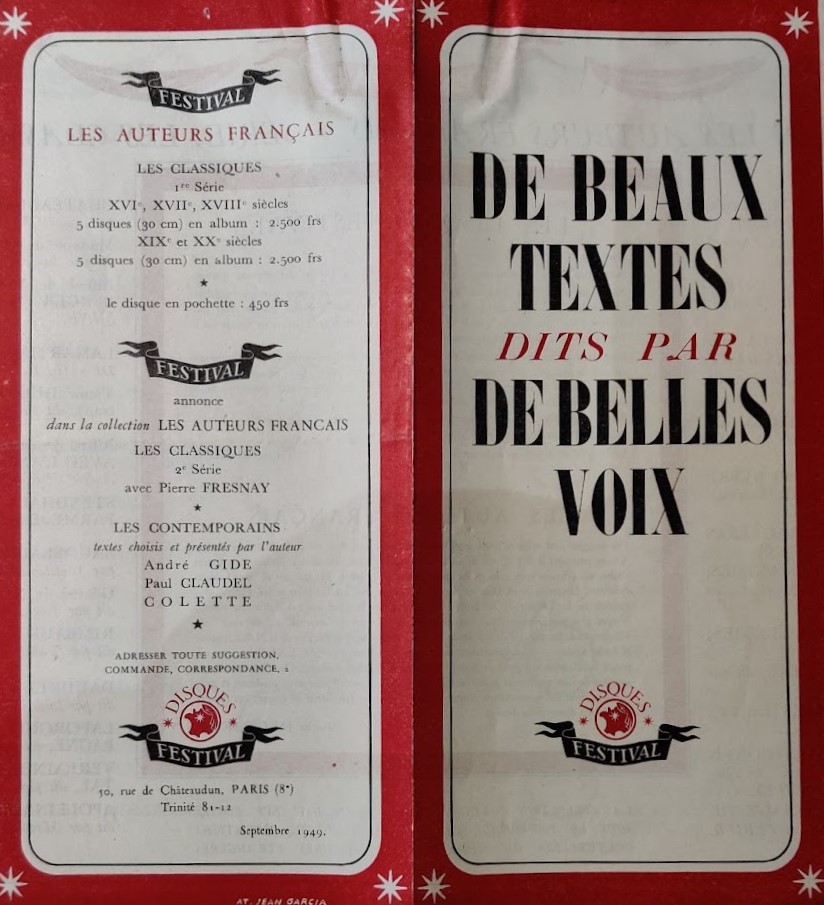 FESTIVAL
LES AUTEURS FRANÇAIS
LES CLASSIQUES
1re Série
XVIe, XVIIe, XVIIIe siècles
5 disques (30 cm) en album : 2.500 frs
XIXe et XXe siècles
5 disques (30 cm) en album : 2.500 frs
★
le disque en pochette : 450 frs
FESTIVAL
annonce
dans la collection LES AUTEURS FRANCAIS
LES CLASSIQUES
2e Série
avec Pierre FRESNAY
★
LES CONTEMPORAINS
textes choisis et présentés par l'auteur
André GIDE
Paul CLAUDEL
COLETTE
★
ADRESSER TOUTE SUGGESTION,
COMMANDE, CORRESPONDANCE, à
DISQUES
FESTIVAL
rue de Châteaudun, PARIS (8e)
Trinité 81-12
Septembre 1949.
AT. JEAN GARCIA
DE BEAUX
TEXTES
DITS PAR
DE BELLES
VOIX
DISQUES
FESTIVAL